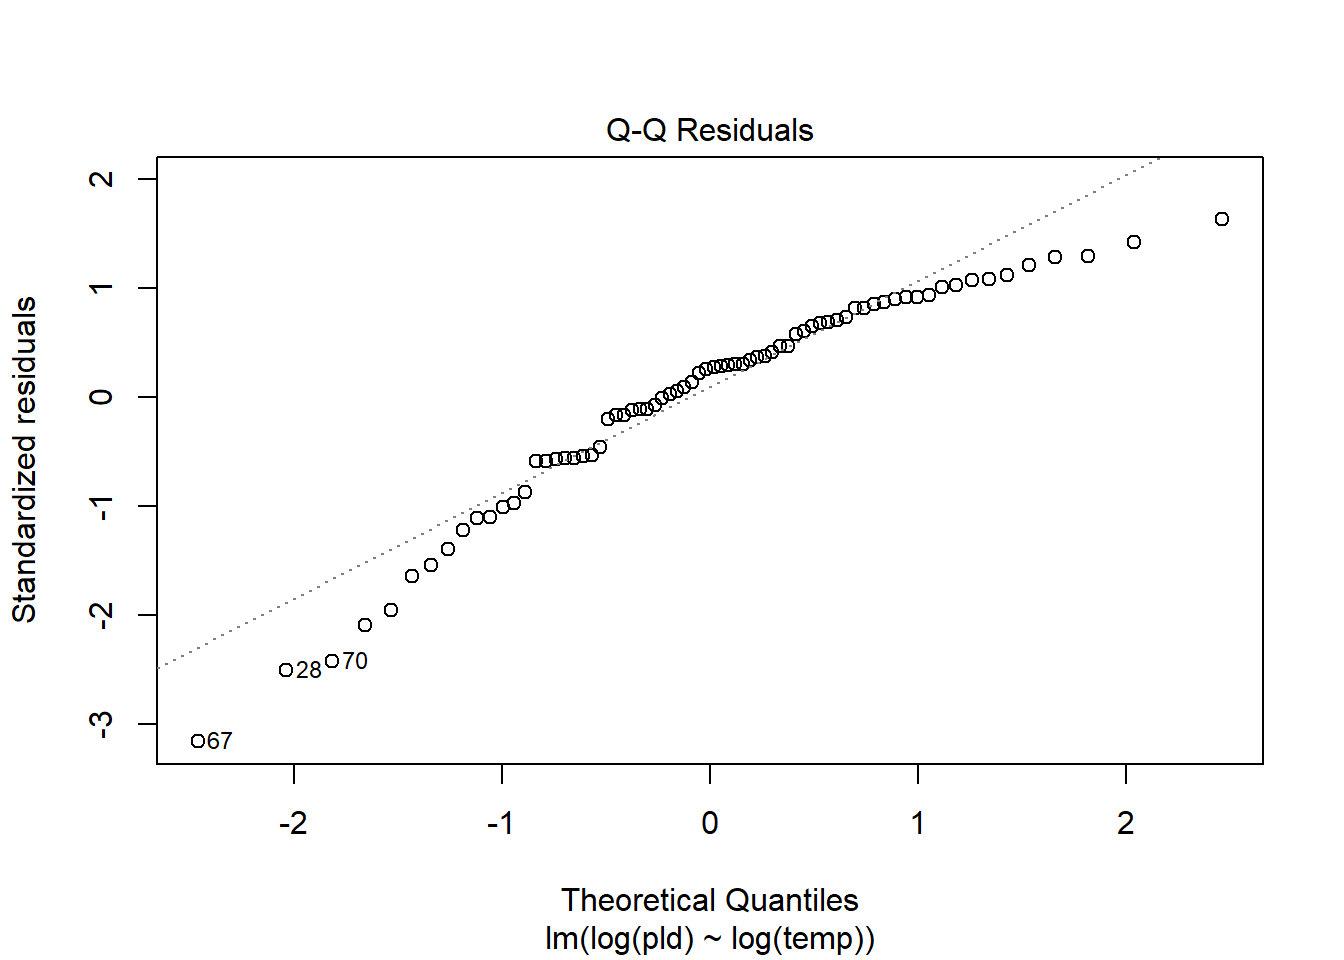 Q-Q Residuals
Standardized residuals
2
1
0
-1
-2
-3
28
70
67
-2 -1 0 1 2
Theoretical Quantiles
lm(log(pld) ~ log(temp))